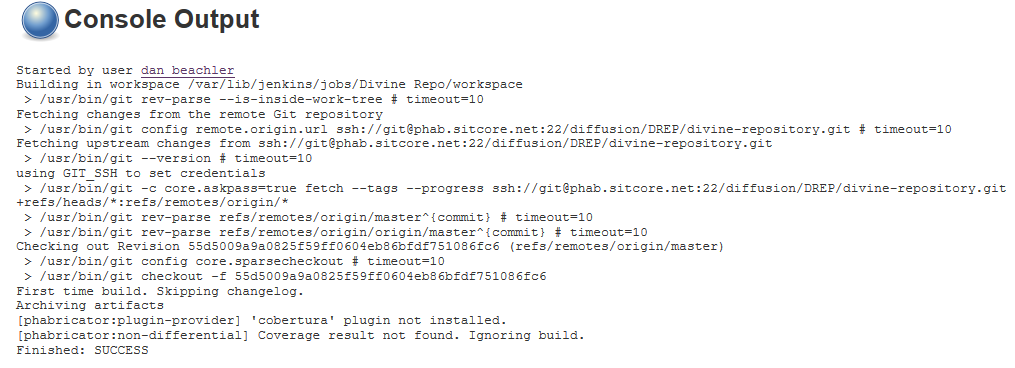 Console Output
Started by user dan beachler
Building in workspace /var/lib/jenkins/jobs/Divine Repo/workspace
> /usr/bin/git rev-parse --is-inside-work-tree # timeout=10
Fetching changes from the remote Git repository
> /usr/bin/git config remote.origin.url ssh://git@phab.sitcore.net:22/diffusion/DREP/divine-repository.git # timeout=10
Fetching upstream changes from ssh://git@phab.sitcore.net:22/diffusion/DREP/divine-repository.git
> /usr/bin/git --version # timeout=10
using GIT_SSH to set credentials
> /usr/bin/git -c core.askpass=true fetch --tags --progress ssh://git@phab.sitcore.net:22/diffusion/DREP/divine-repository.git
+refs/heads/*:refs/remotes/origin/*
> /usr/bin/git rev-parse refs/remotes/origin/master^{commit} # timeout=10
> /usr/bin/git rev-parse refs/remotes/origin/origin/master^{commit} # timeout=10
Checking out Revision 55d5009a9a0825f59ff0604eb86bfdf751086fc6 (refs/remotes/origin/master)
> /usr/bin/git config core.sparsecheckout # timeout=10
> /usr/bin/git checkout -f 55d5009a9a0825f59ff0604eb86bfdf751086fc6
First time build. Skipping changelog.
Archiving artifacts
[phabricator:plugin-provider] 'cobertura' plugin not installed.
[phabricator:non-differential] Coverage result not found. Ignoring build.
Finished: SUCCESS